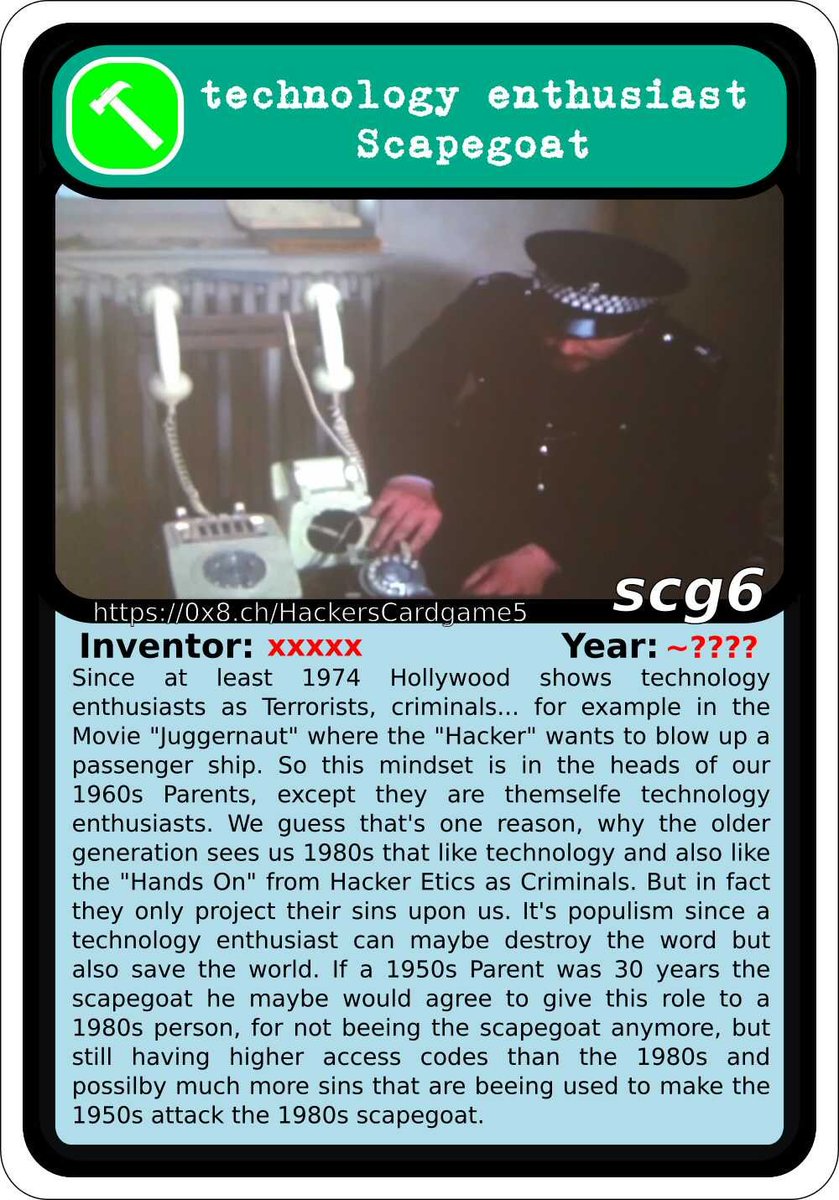 technology enthusiast
Scapegoat
scg6
https://0x8.ch/HackersCardgame5
Inventor: xxxxx Year: ~????
Since at least 1974 Hollywood shows technology
enthusiasts as Terrorists, criminals... for example in the
Movie "Juggernaut" where the "Hacker" wants to blow up a
passenger ship. So this mindset is in the heads of our
1960s Parents, except they are themselfe technology
enthusiasts. We guess that's one reason, why the older
generation sees us 1980s that like technology and also like
the "Hands On" from Hacker Etics as Criminals. But in fact
they only project their sins upon us. It's populism since a
technology enthusiast can maybe destroy the word but
also save the world. If a 1950s Parent was 30 years the
scapegoat he maybe would agree to give this role to a
1980s person, for not beeing the scapegoat anymore, but
still having higher access codes than the 1980s and
possilby much more sins that are beeing used to make the
1950s attack the 1980s scapegoat.